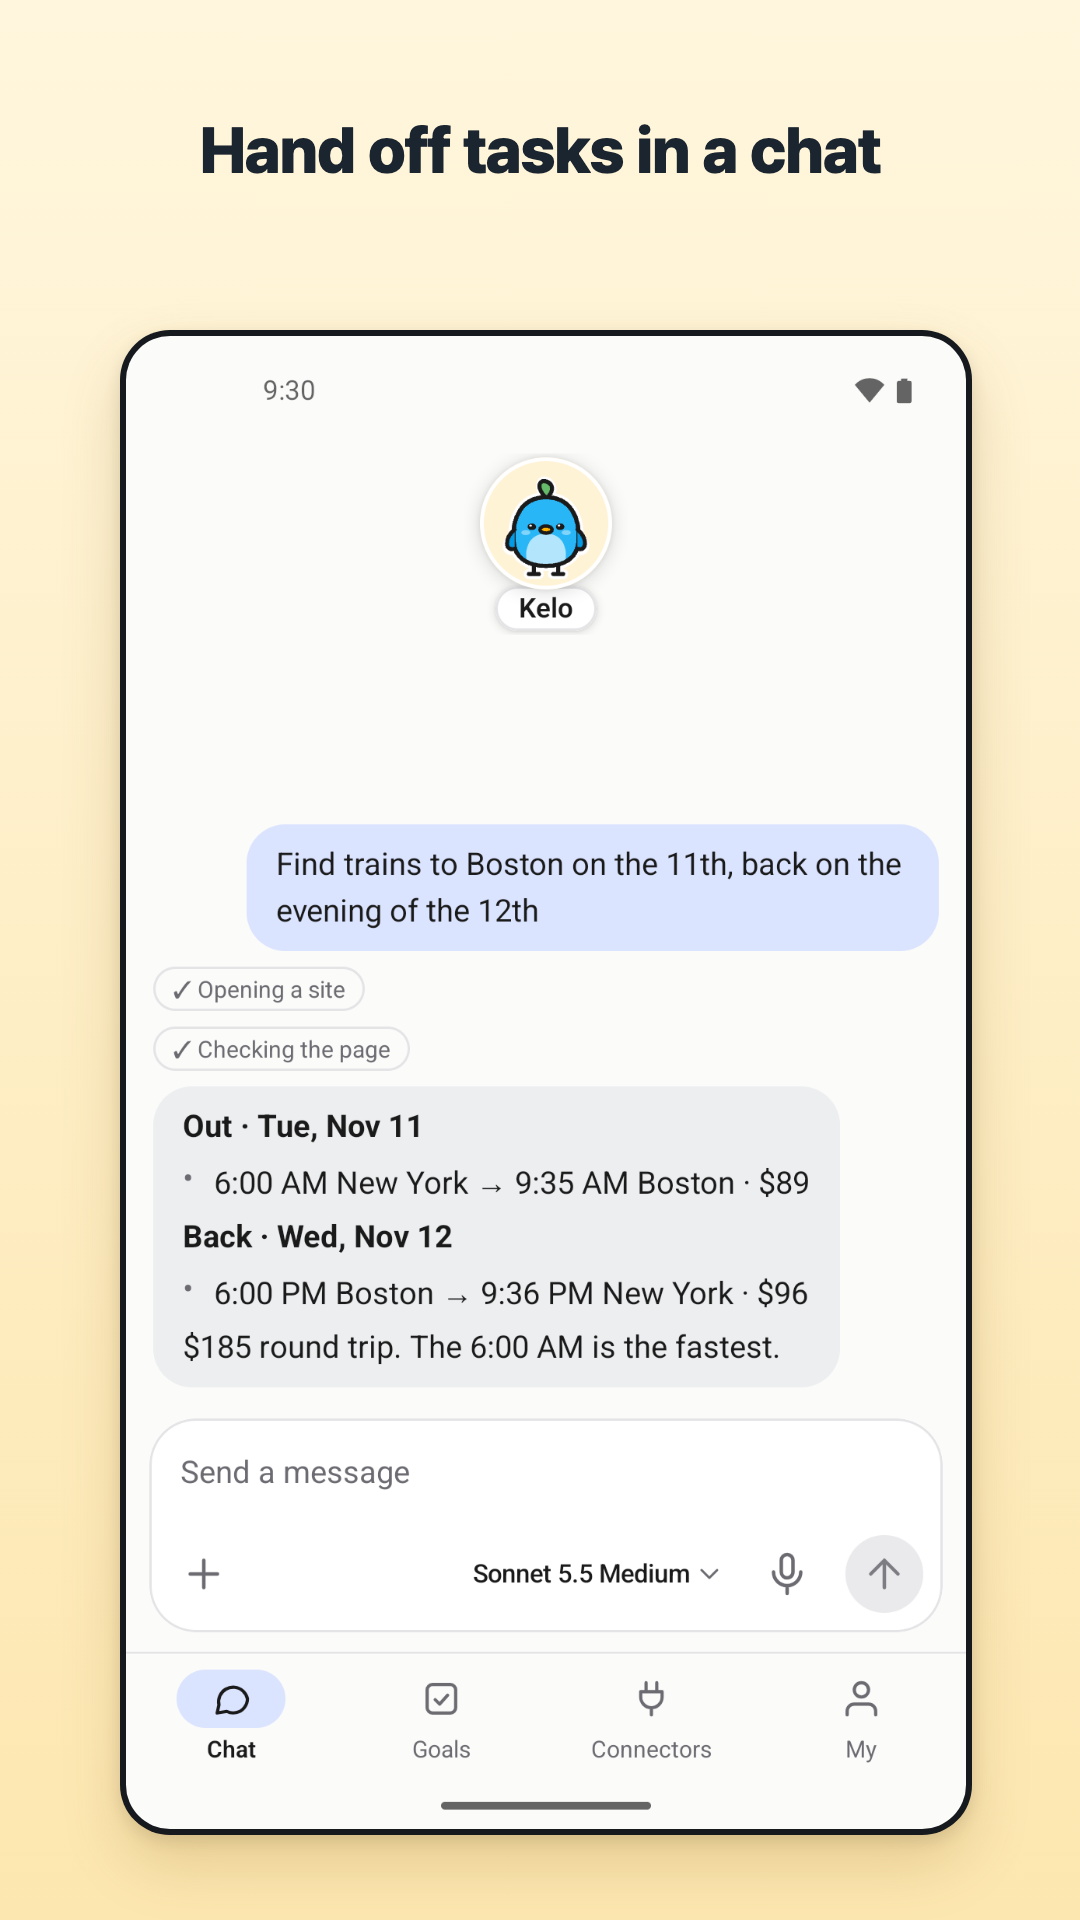 Hand off tasks in a chat
9:30
Kelo
Find trains to Boston on the 11th, back on the
evening of the 12th
✓ Opening a site
✓ Checking the page
Out · Tue, Nov 11
• 6:00 AM New York → 9:35 AM Boston · $89
Back · Wed, Nov 12
• 6:00 PM Boston → 9:36 PM New York · $96
$185 round trip. The 6:00 AM is the fastest.
Send a message
Sonnet 5.5 Medium
Chat
Goals
Connectors
My